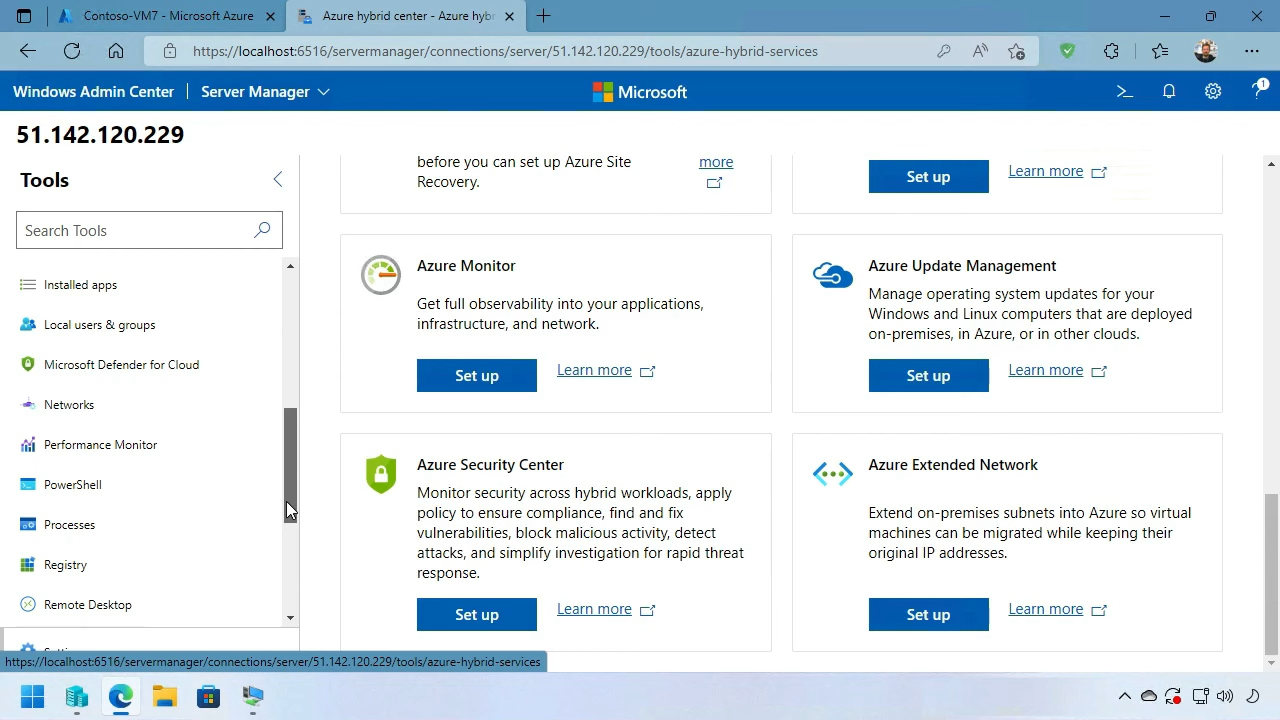 Contoso-VM7 - Microsoft Azure
Azure hybrid center - Azure hybr
https://localhost:6516/servermanager/connections/server/51.142.120.229/tools/azure-hybrid-services
Windows Admin Center
Server Manager
Microsoft
1
51.142.120.229
Tools
Search Tools
Installed apps
Local users & groups
Microsoft Defender for Cloud
Networks
Performance Monitor
PowerShell
Processes
Registry
Remote Desktop
before you can set up Azure Site
Recovery.
more
Set up
Learn more
Azure Monitor
Get full observability into your applications,
infrastructure, and network.
Set up
Learn more
Azure Update Management
Manage operating system updates for your
Windows and Linux computers that are deployed
on-premises, in Azure, or in other clouds.
Set up
Learn more
Azure Security Center
Monitor security across hybrid workloads, apply
policy to ensure compliance, find and fix
vulnerabilities, block malicious activity, detect
attacks, and simplify investigation for rapid threat
response.
Set up
Learn more
Azure Extended Network
Extend on-premises subnets into Azure so virtual
machines can be migrated while keeping their
original IP addresses.
Set up
Learn more
https://localhost:6516/servermanager/connections/server/51.142.120.229/tools/azure-hybrid-services